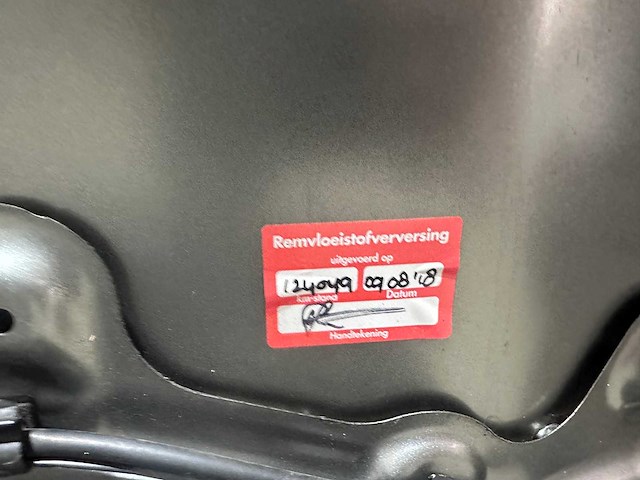 Remvloeistofverversing
uitgevoerd op
124049 09 08 '18
km-stand Datum
Handtekening